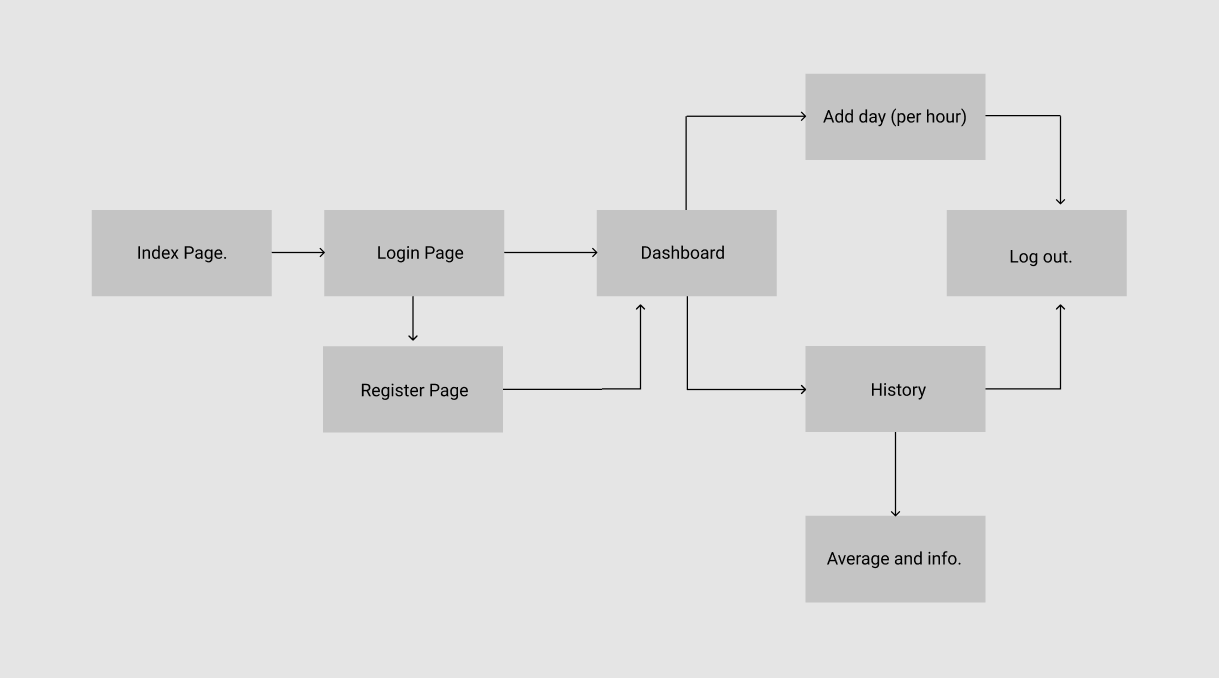 Add day (per hour)
Index Page.
Login Page
Dashboard
Log out.
Register Page
History
Average and info.